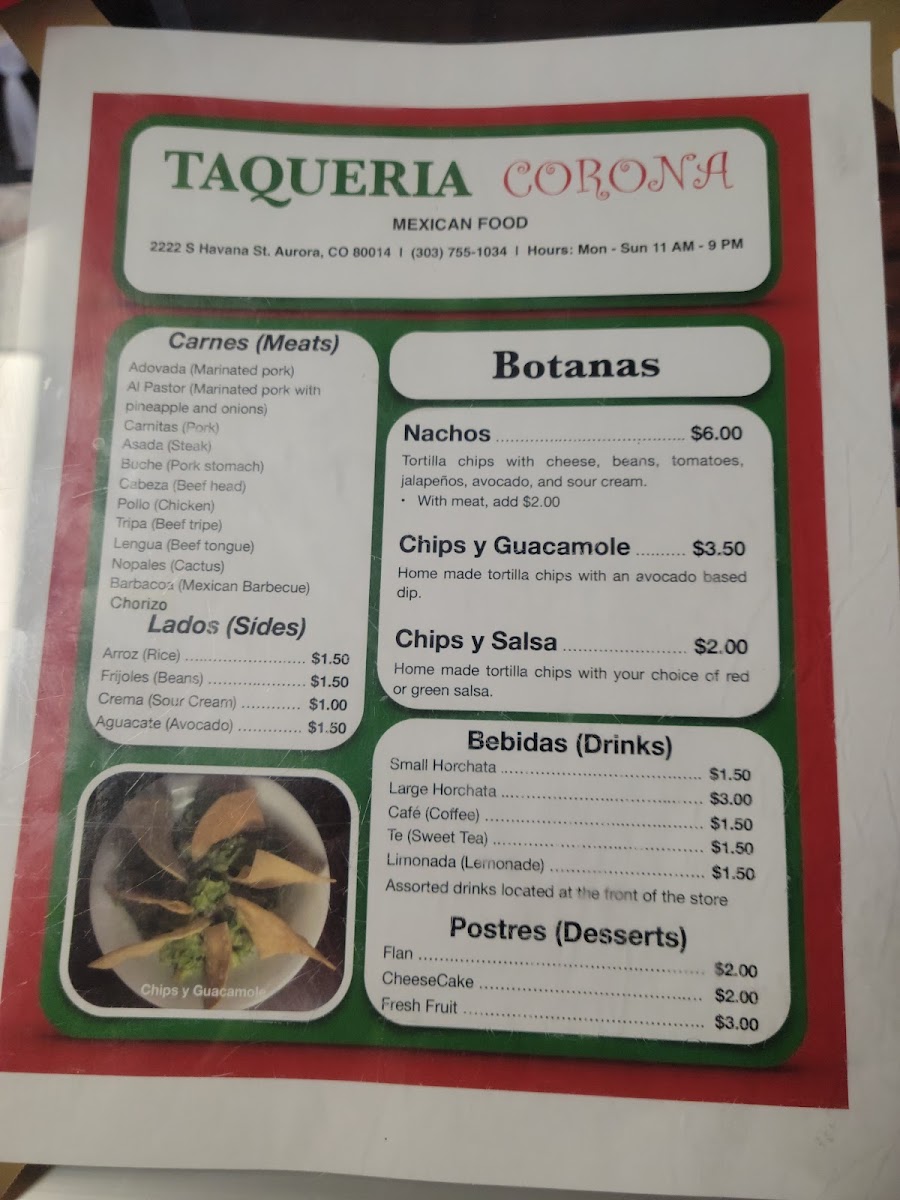 TAQUERIA CORONA
MEXICAN FOOD
2222 S Havana St. Aurora, CO 80014 I (303) 755-1034 I Hours: Mon - Sun 11 AM - 9 PM
Carnes (Meats)
Adovada (Marinated pork)
Al Pastor (Marinated pork with
pineapple and onions)
Carnitas (Pork)
Asada (Steak)
Buche (Pork stomach)
Cabeza (Beef head)
Pollo (Chicken)
Tripa (Beef tripe)
Lengua (Beef tongue)
Nopales (Cactus)
Barbacoa (Mexican Barbecue)
Chorizo
Lados (Sides)
Arroz (Rice) ............................ $1.50
Frijoles (Beans) ...................... $1.50
Crema (Sour Cream) ............ $1.00
Aguacate (Avocado) ............. $1.50
Chips y Guacamole
Botanas
Nachos ...................................... $6.00
Tortilla chips with cheese, beans, tomatoes,
jalapeños, avocado, and sour cream.
• With meat, add $2.00
Chips y Guacamole .......... $3.50
Home made tortilla chips with an avocado based
dip.
Chips y Salsa ......................... $2.00
Home made tortilla chips with your choice of red
or green salsa.
Bebidas (Drinks)
Small Horchata ............................................. $1.50
Large Horchata ............................................. $3.00
Café (Coffee) ................................................ $1.50
Te (Sweet Tea) .............................................. $1.50
Limonada (Lemonade) .................................. $1.50
Assorted drinks located at the front of the store
Postres (Desserts)
Flan ............................................................... $2.00
CheeseCake .................................................. $2.00
Fresh Fruit ..................................................... $3.00